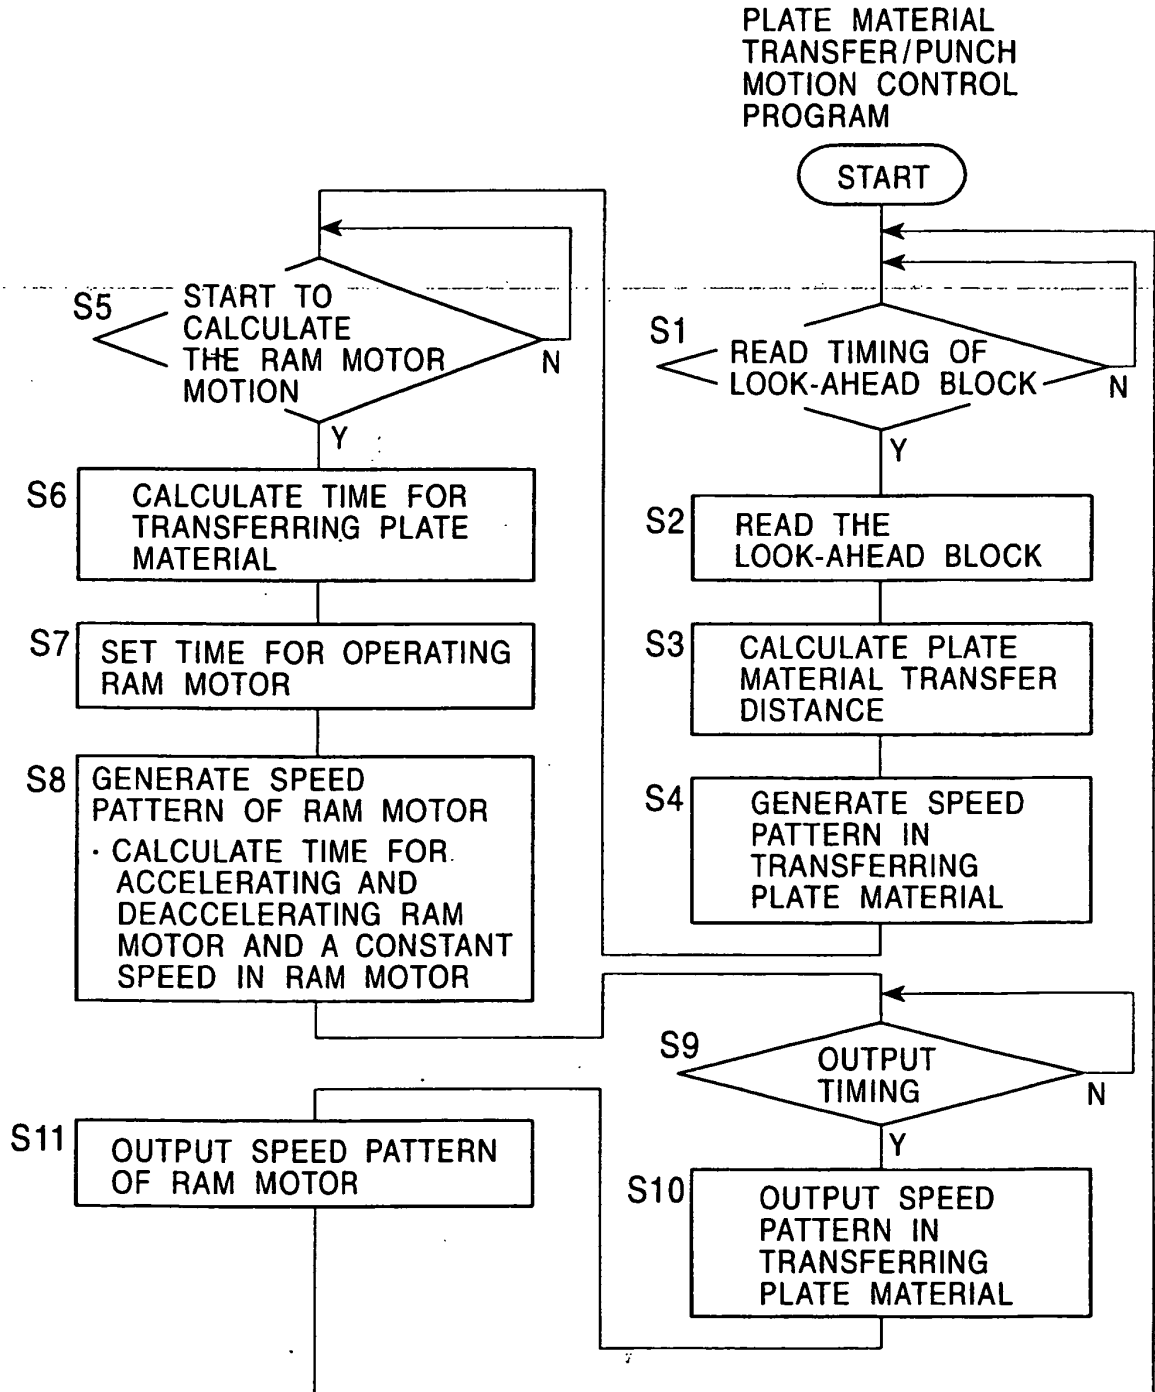 PLATE MATERIAL
TRANSFER/PUNCH
MOTION CONTROL
PROGRAM
START
S1
READ TIMING OF
LOOK-AHEAD BLOCK
N
Y
S2
READ THE
LOOK-AHEAD BLOCK
S3
CALCULATE PLATE
MATERIAL TRANSFER
DISTANCE
S4
GENERATE SPEED
PATTERN IN
TRANSFERRING
PLATE MATERIAL
S5
START TO
CALCULATE
THE RAM MOTOR
MOTION
N
Y
S6
CALCULATE TIME FOR
TRANSFERRING PLATE
MATERIAL
S7
SET TIME FOR OPERATING
RAM MOTOR
S8
GENERATE SPEED
PATTERN OF RAM MOTOR
· CALCULATE TIME FOR
ACCELERATING AND
DEACCELERATING RAM
MOTOR AND A CONSTANT
SPEED IN RAM MOTOR
S9
OUTPUT
TIMING
N
Y
S10
OUTPUT SPEED
PATTERN IN
TRANSFERRING
PLATE MATERIAL
S11
OUTPUT SPEED PATTERN
OF RAM MOTOR